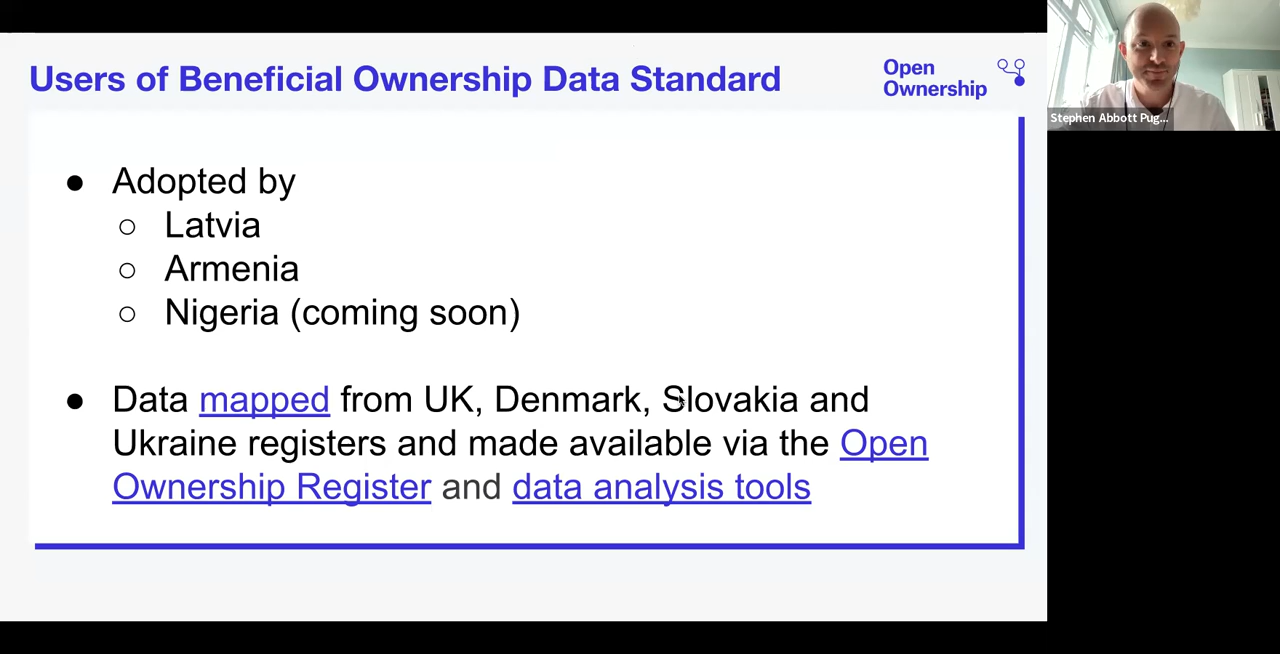 Users of Beneficial Ownership Data Standard
Open
Ownership
Stephen Abbott Pug...
● Adopted by
○ Latvia
○ Armenia
○ Nigeria (coming soon)
● Data mapped from UK, Denmark, Slovakia and
Ukraine registers and made available via the Open
Ownership Register and data analysis tools